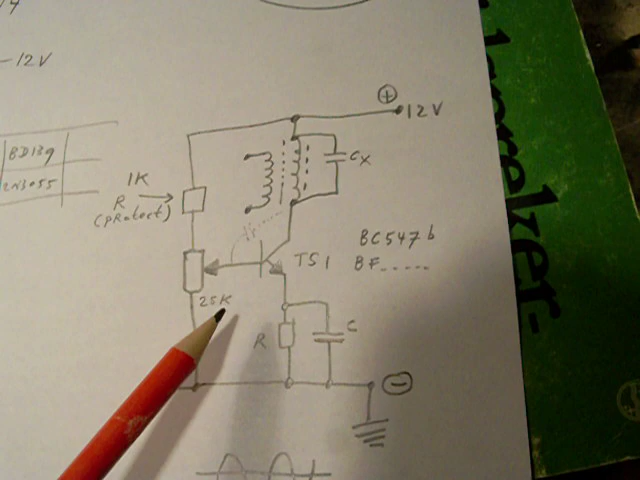 -12V
BD139
2N3055
+
12V
1K
R
(pRotect)
Cx
BC547b
TS1
BF.....
25K
R
C
-